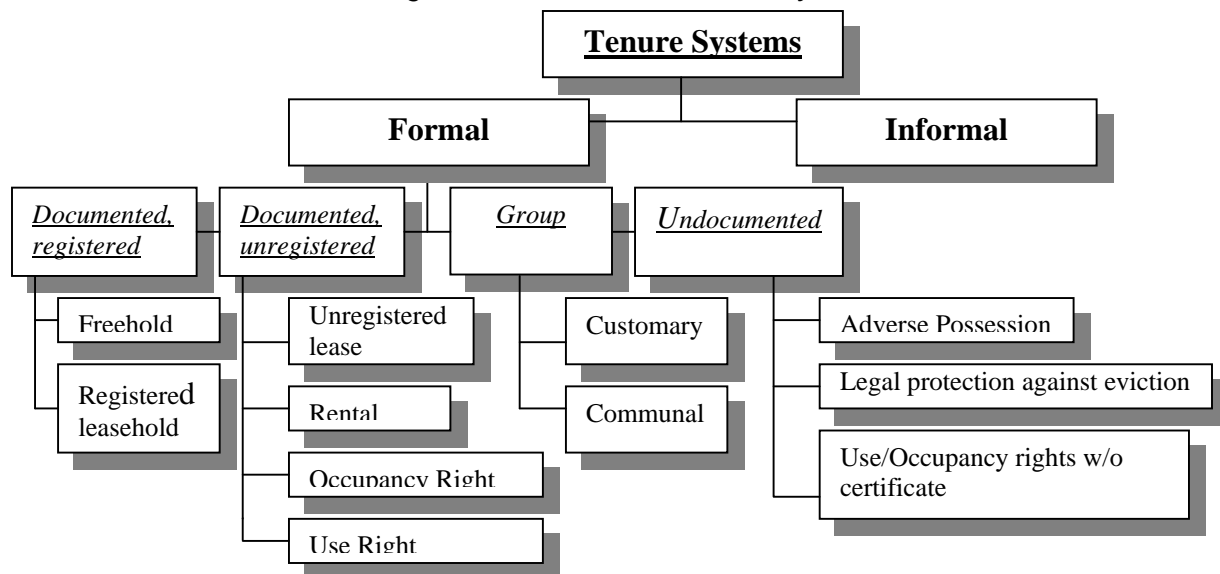 Tenure Systems
Formal
Informal
Documented,
registered
Documented,
unregistered
Group
Undocumented
Freehold
Registered
leasehold
Unregistered
lease
Rental
Occupancy Right
Use Right
Customary
Communal
Adverse Possession
Legal protection against eviction
Use/Occupancy rights w/o
certificate